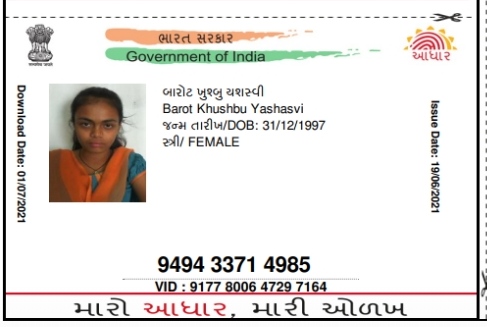 ભારત સરકાર
Government of India
આધાર
Download Date: 01/07/2021
બારોટ ખુશ્બુ યશસ્વી
Barot Khushbu Yashasvi
જન્મ તારીખ/DOB: 31/12/1997
સ્ત્રી/ FEMALE
Issue Date: 19/06/2021
9494 3371 4985
VID : 9177 8006 4729 7164
મારો આધાર, મારી ઓળખ